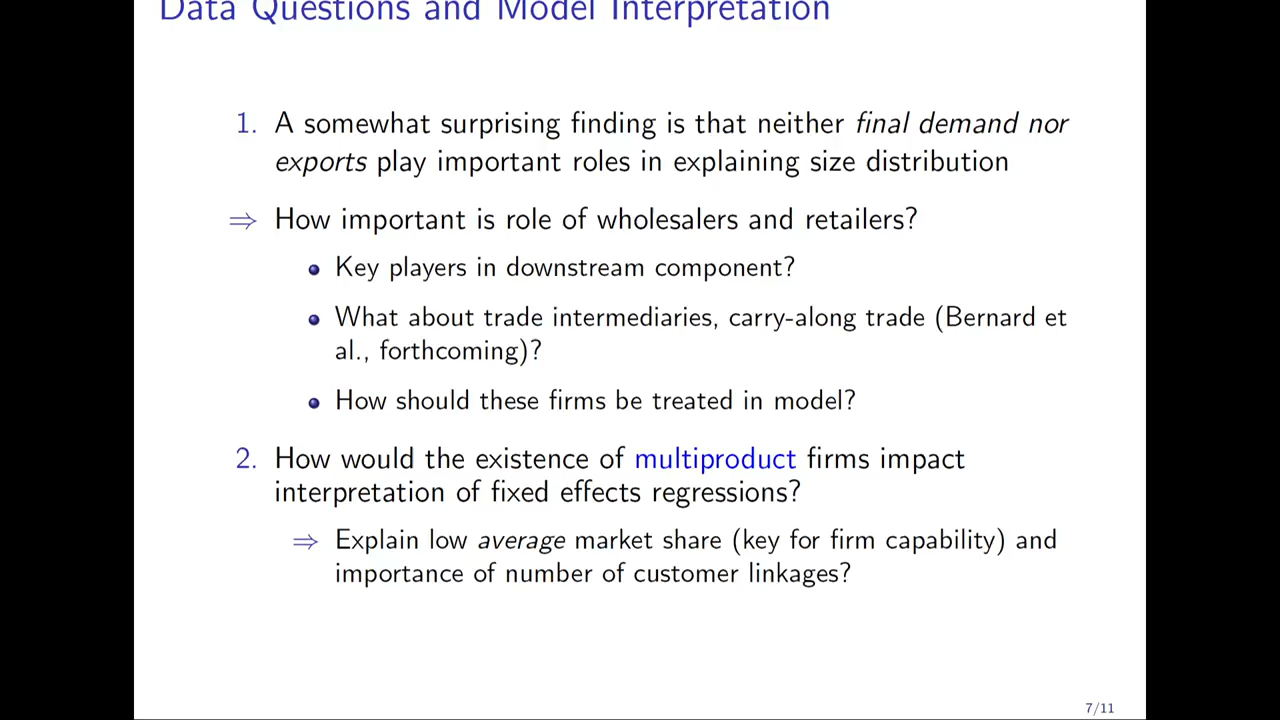 Data Questions and Model Interpretation
1. A somewhat surprising finding is that neither final demand nor
exports play important roles in explaining size distribution
⇒ How important is role of wholesalers and retailers?
• Key players in downstream component?
• What about trade intermediaries, carry-along trade (Bernard et
al., forthcoming)?
• How should these firms be treated in model?
2. How would the existence of multiproduct firms impact
interpretation of fixed effects regressions?
⇒ Explain low average market share (key for firm capability) and
importance of number of customer linkages?
7/11